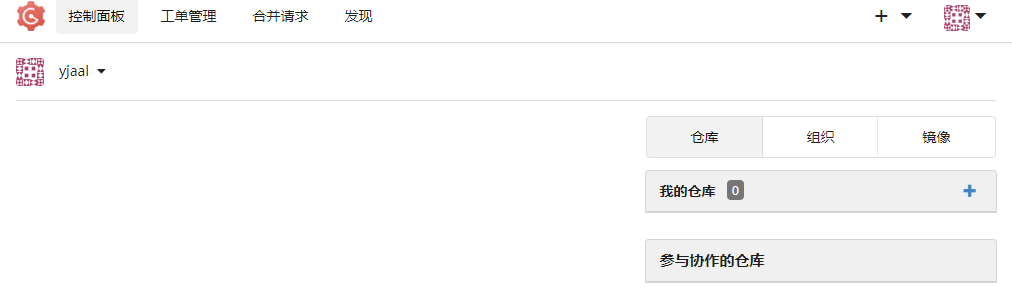 控制面板 工单管理 合并请求 发现
yjaal
仓库 组织 镜像
我的仓库 0
参与协作的仓库